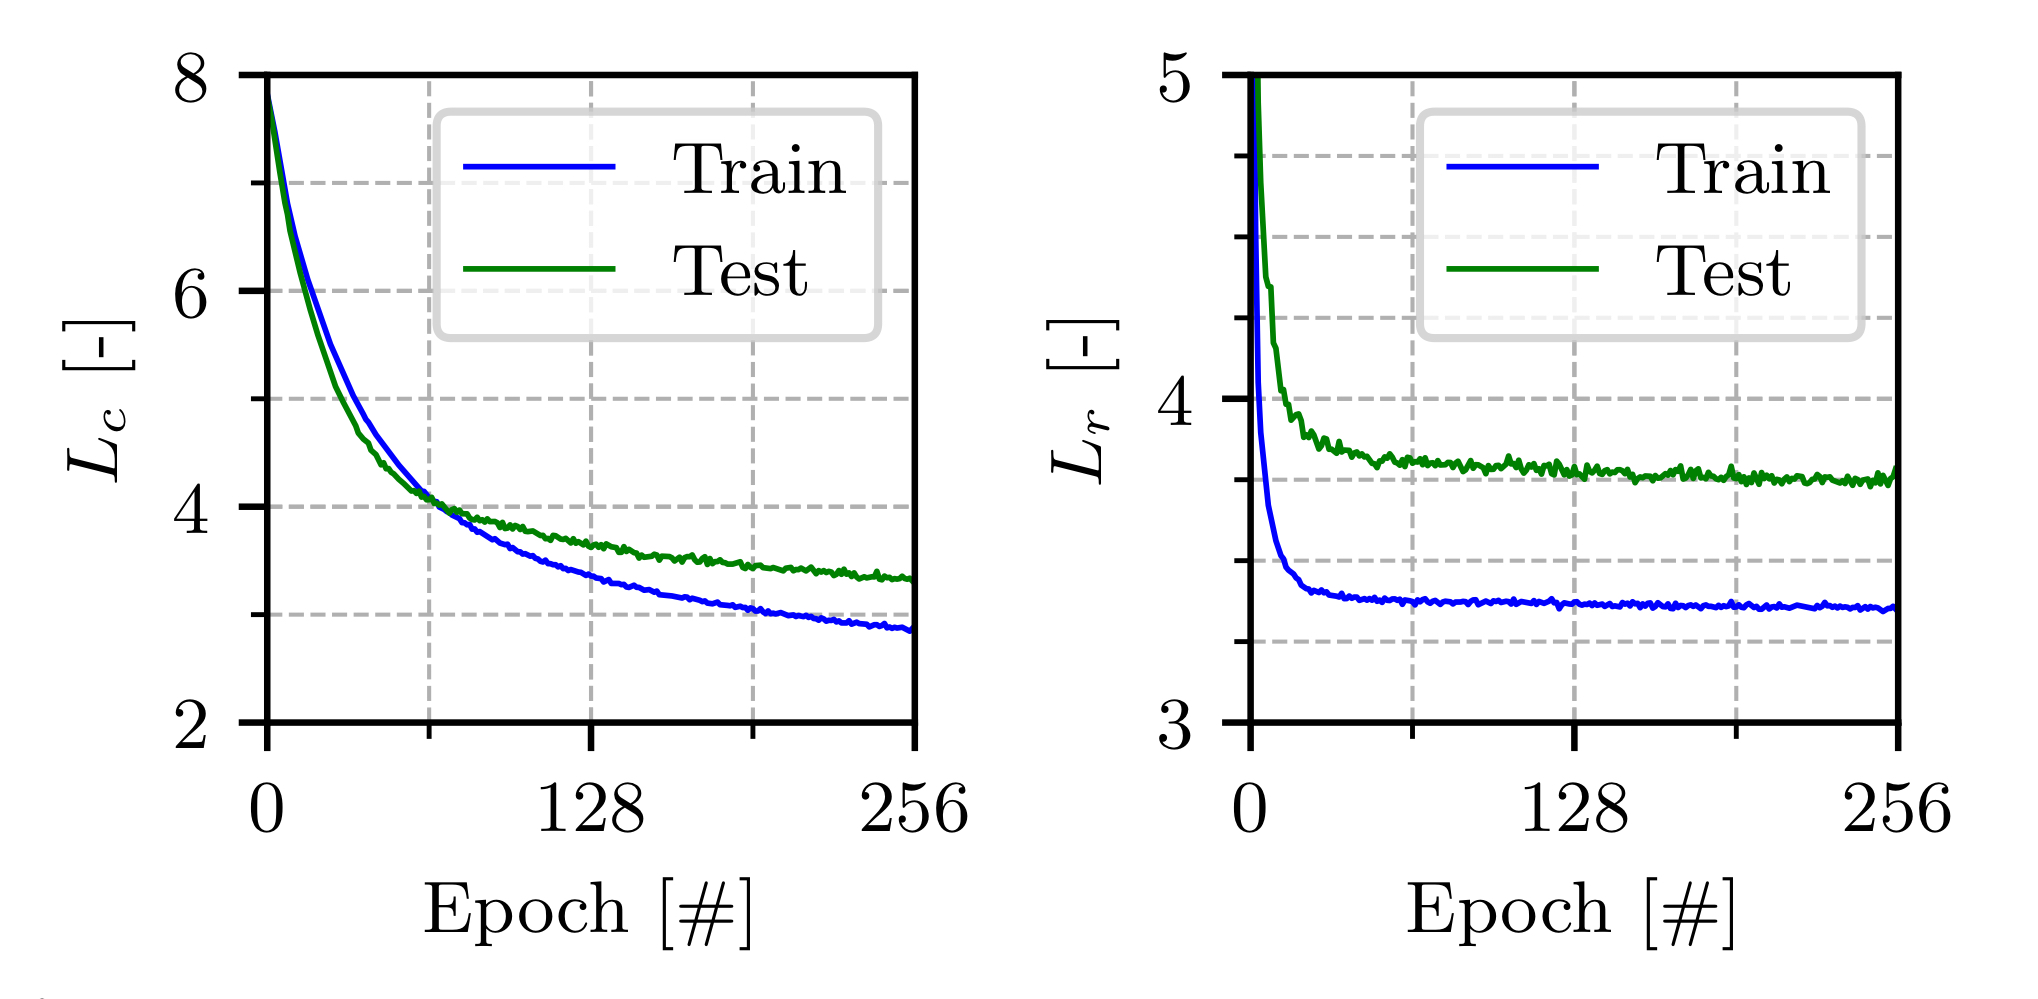 8
6
4
2
L_c [-]
Train
Test
0 128 256
Epoch [#]
5
4
3
L_r [-]
Train
Test
0 128 256
Epoch [#]